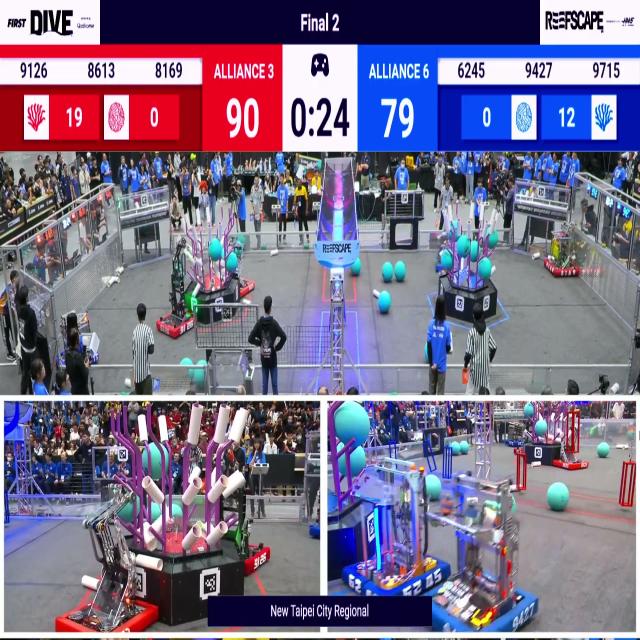 FIRST DIVE
Final 2
REEFSCAPE
9126 8613 8169
ALLIANCE 3
ALLIANCE 6
6245 9427 9715
19
0
90
0:24
79
0
12
REEFSCAPE
9427
New Taipei City Regional